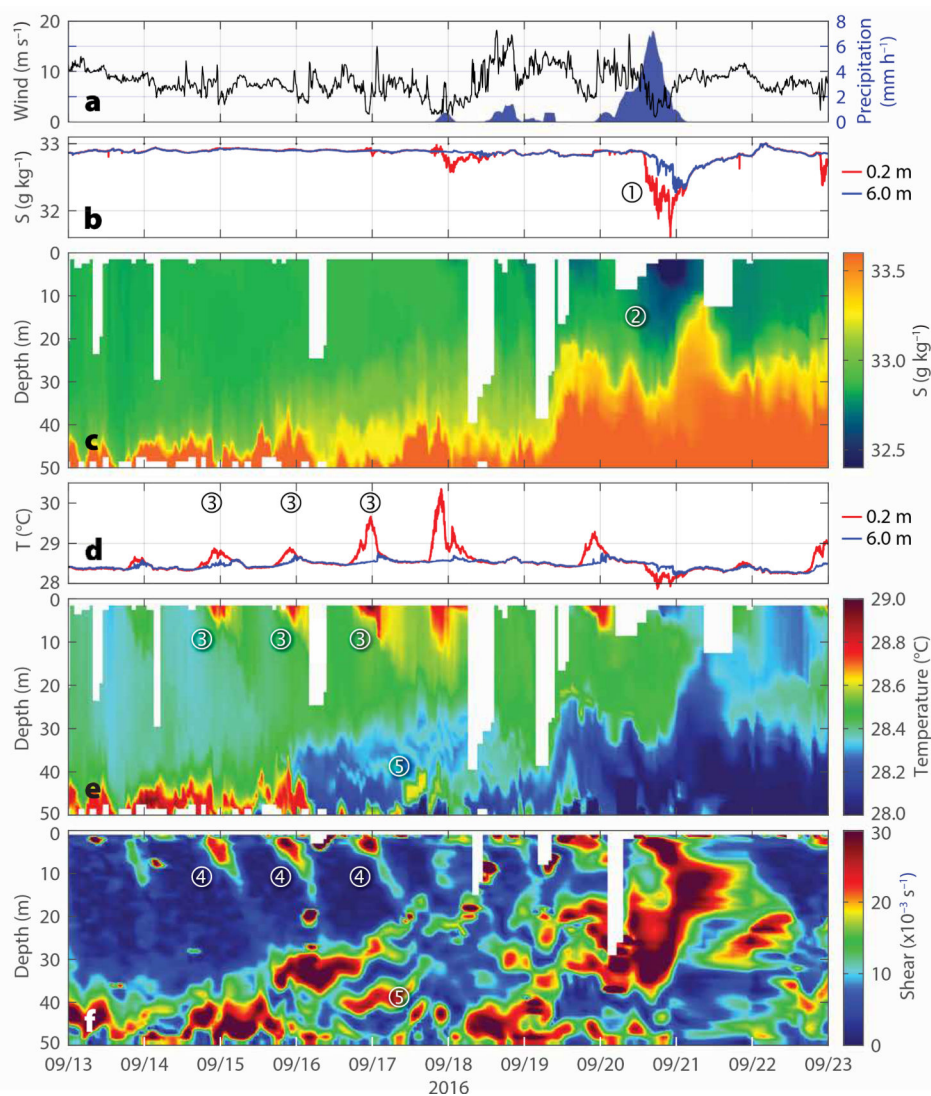 20
10
0
Wind (m s⁻¹)
a
8
6
4
2
0
Precipitation
(mm h⁻¹)
33
32
S (g kg⁻¹)
b
①
0.2 m
6.0 m
0
10
20
30
40
50
Depth (m)
c
②
33.5
33.0
32.5
S (g kg⁻¹)
30
29
28
T (°C)
d
③ ③ ③
0.2 m
6.0 m
0
10
20
30
40
50
Depth (m)
e
③ ③ ③
⑤
29.0
28.8
28.6
28.4
28.2
28.0
Temperature (°C)
0
10
20
30
40
50
Depth (m)
f
④ ④ ④
⑤
30
20
10
0
Shear (x10⁻³ s⁻¹)
09/13 09/14 09/15 09/16 09/17 09/18 09/19 09/20 09/21 09/22 09/23
2016